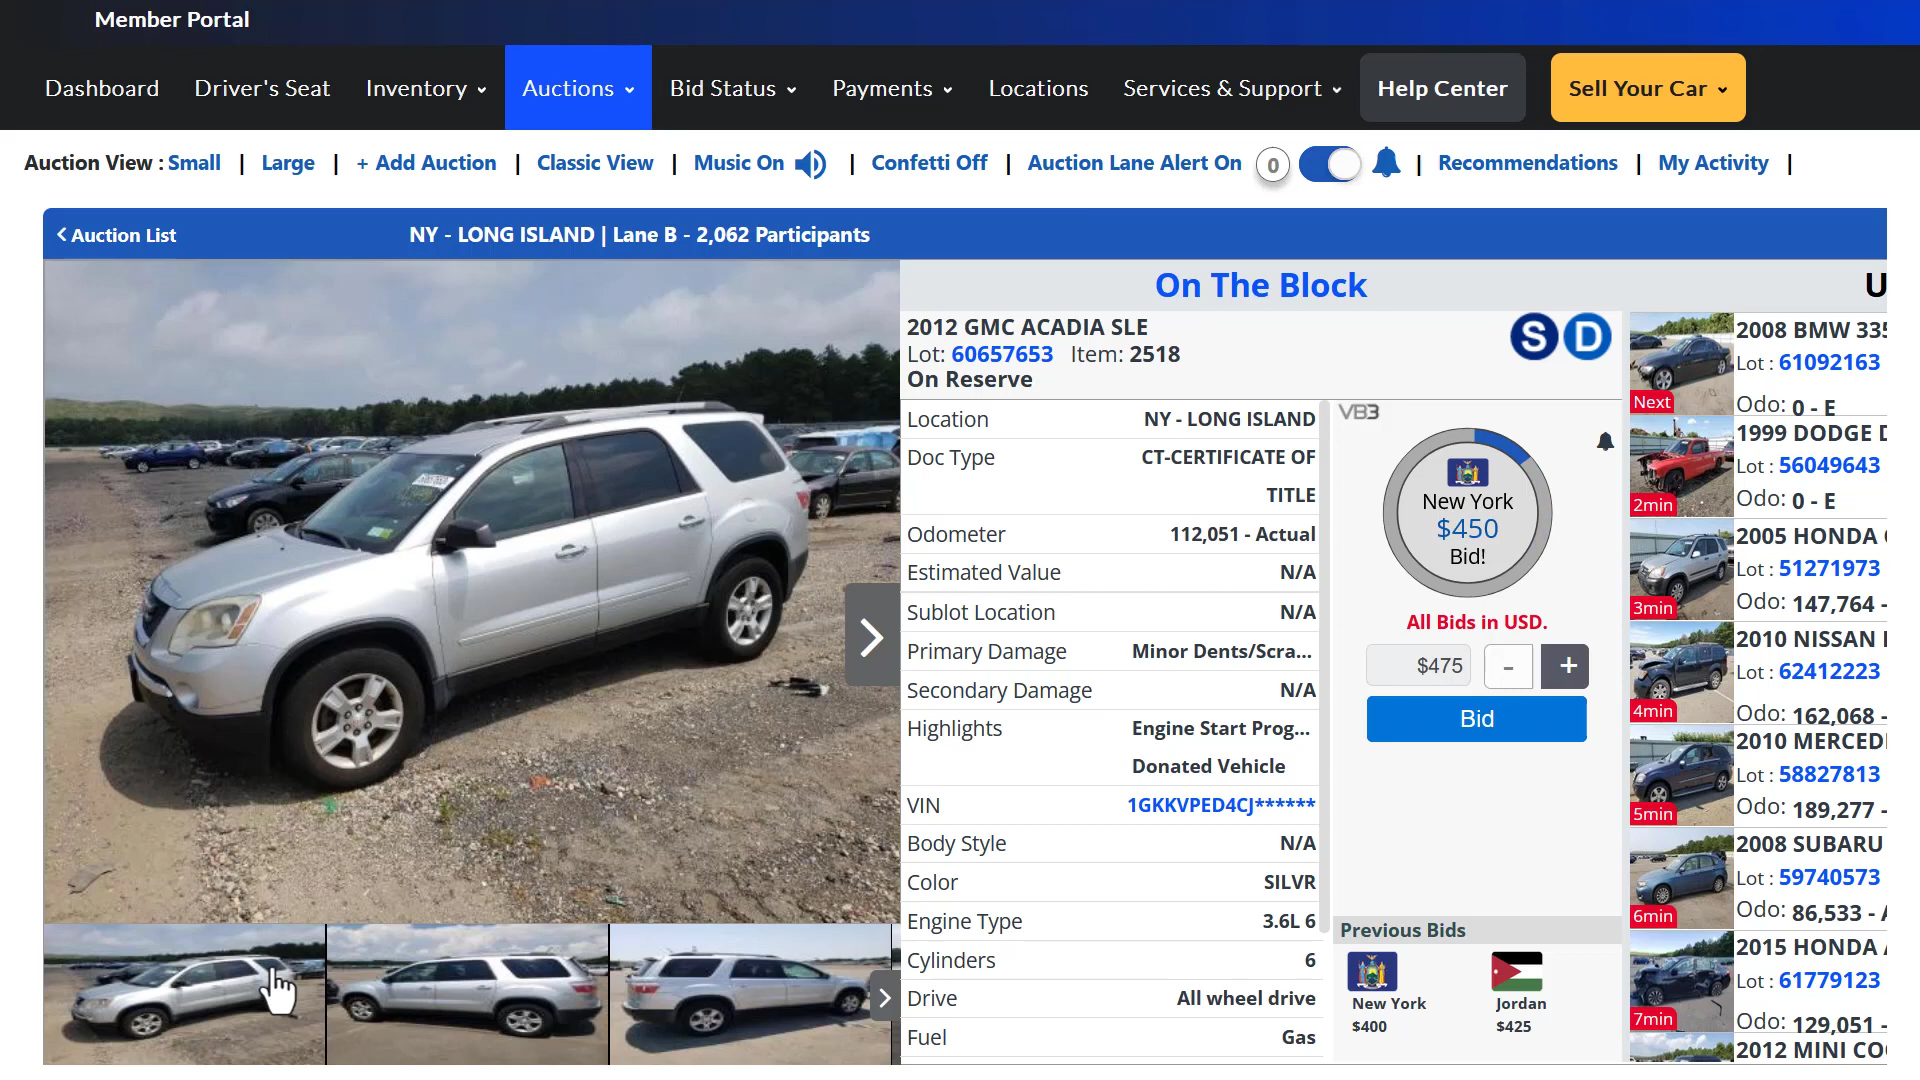 Member Portal
Dashboard Driver's Seat Inventory Auctions Bid Status Payments Locations Services & Support Help Center Sell Your Car
Auction View : Small | Large | + Add Auction | Classic View | Music On | Confetti Off | Auction Lane Alert On 0 | Recommendations | My Activity |
Auction List
NY - LONG ISLAND | Lane B - 2,062 Participants
On The Block
2012 GMC ACADIA SLE
Lot: 60657653 Item: 2518
On Reserve
S D
Location NY - LONG ISLAND
Doc Type CT-CERTIFICATE OF
TITLE
Odometer 112,051 - Actual
Estimated Value N/A
Sublot Location N/A
Primary Damage Minor Dents/Scra...
Secondary Damage N/A
Highlights Engine Start Prog...
Donated Vehicle
VIN 1GKKVPED4CJ******
Body Style N/A
Color SILVR
Engine Type 3.6L 6
Cylinders 6
Drive All wheel drive
Fuel Gas
VB3
New York
$450
Bid!
All Bids in USD.
$475 - +
Bid
Previous Bids
New York
$400
Jordan
$425
U
2008 BMW 335
Lot : 61092163
Next
Odo: 0 - E
1999 DODGE D
Lot : 56049643
2min
Odo: 0 - E
2005 HONDA
Lot : 51271973
3min
Odo: 147,764 -
2010 NISSAN
Lot : 62412223
4min
Odo: 162,068 -
2010 MERCED
Lot : 58827813
5min
Odo: 189,277 -
2008 SUBARU
Lot : 59740573
6min
Odo: 86,533 - A
2015 HONDA
Lot : 61779123
7min
Odo: 129,051 -
2012 MINI CO